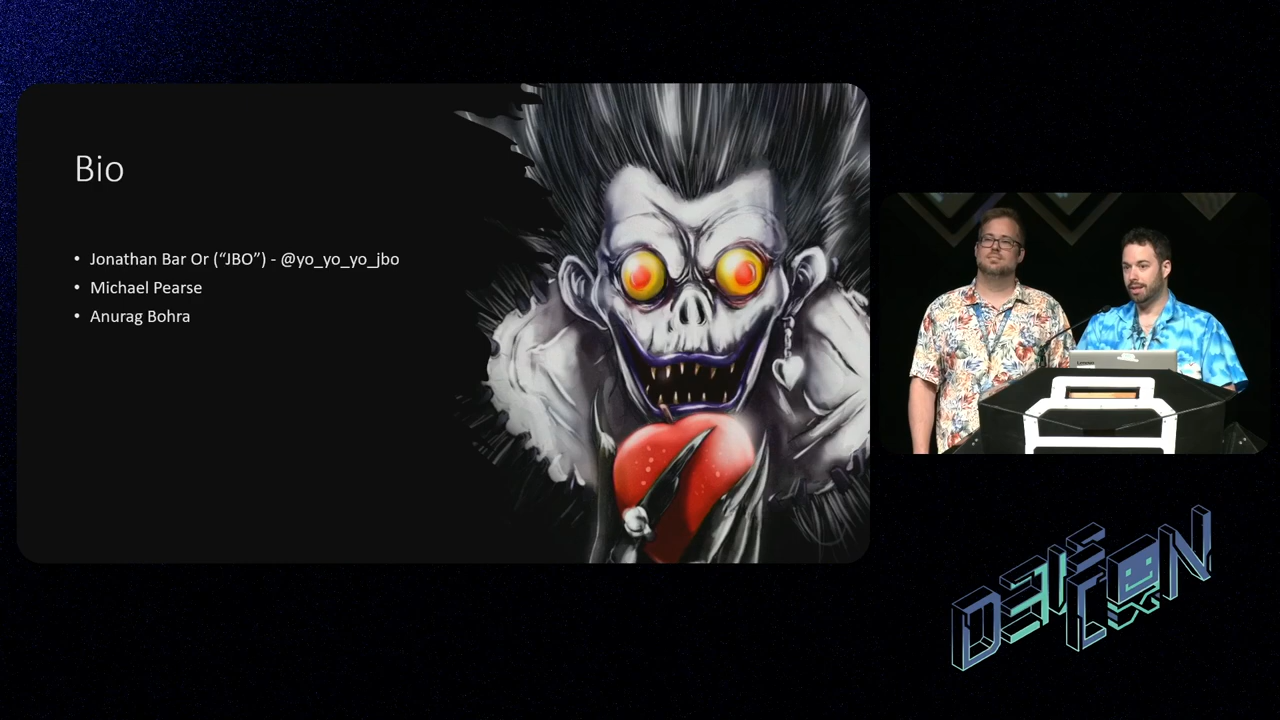 Bio
• Jonathan Bar Or (“JBO”) - @yo_yo_yo_jbo
• Michael Pearse
• Anurag Bohra
DEF CON